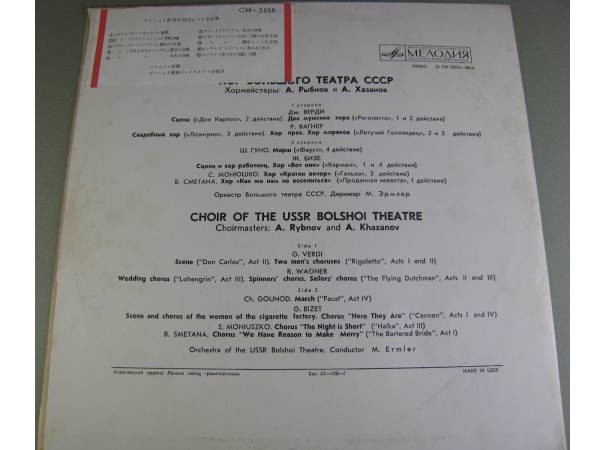 СМ-2358
МЕЛОДИЯ
ХОР БОЛЬШОГО ТЕАТРА СССР
Хормейстеры: А. Рыбнов и А. Хазанов
1 сторона
Дж. ВЕРДИ
Сцена («Дон Карлос», 2 действие). Два мужских хора («Риголетто», 1 и 2 действия)
Р. ВАГНЕР
Свадебный хор («Лоэнгрин», 3 действие). Хор прях. Хор моряков («Летучий Голландец», 2 и 3 действия)
2 сторона
Ш. ГУНО. Марш («Фауст», 4 действие)
Ж. БИЗЕ
Сцена и хор работниц. Хор «Вот они» («Кармен», 1 и 4 действия)
С. МОНЮШКО. Хор «Краток вечер» («Галька», 3 действие)
Б. СМЕТАНА. Хор «Как же нам не веселиться» («Проданная невеста», 1 действие)
Оркестр Большого театра СССР. Дирижер М. Эрмлер
CHOIR OF THE USSR BOLSHOI THEATRE
Choirmasters: A. Rybnov and A. Khazanov
Side 1
G. VERDI
Scene ("Don Carlos", Act II). Two men's choruses ("Rigoletto", Acts I and II)
R. WAGNER
Wedding chorus ("Lohengrin", Act III). Spinners' chorus. Sailors' chorus ("The Flying Dutchman", Acts II and III)
Side 2
Ch. GOUNOD. March ("Faust", Act IV)
G. BIZET
Scene and chorus of the women of the cigarette factory. Chorus "Here They Are" ("Carmen", Acts I and IV)
S. MONIUSZKO. Chorus "The Night is Short" ("Halka", Act III)
B. SMETANA. Chorus "We Have Reason to Make Merry" ("The Bartered Bride", Act I)
Orchestra of the USSR Bolshoi Theatre, Conductor M. Ermler
Апрелевский ордена Ленина завод грампластинок
MADE IN USSR